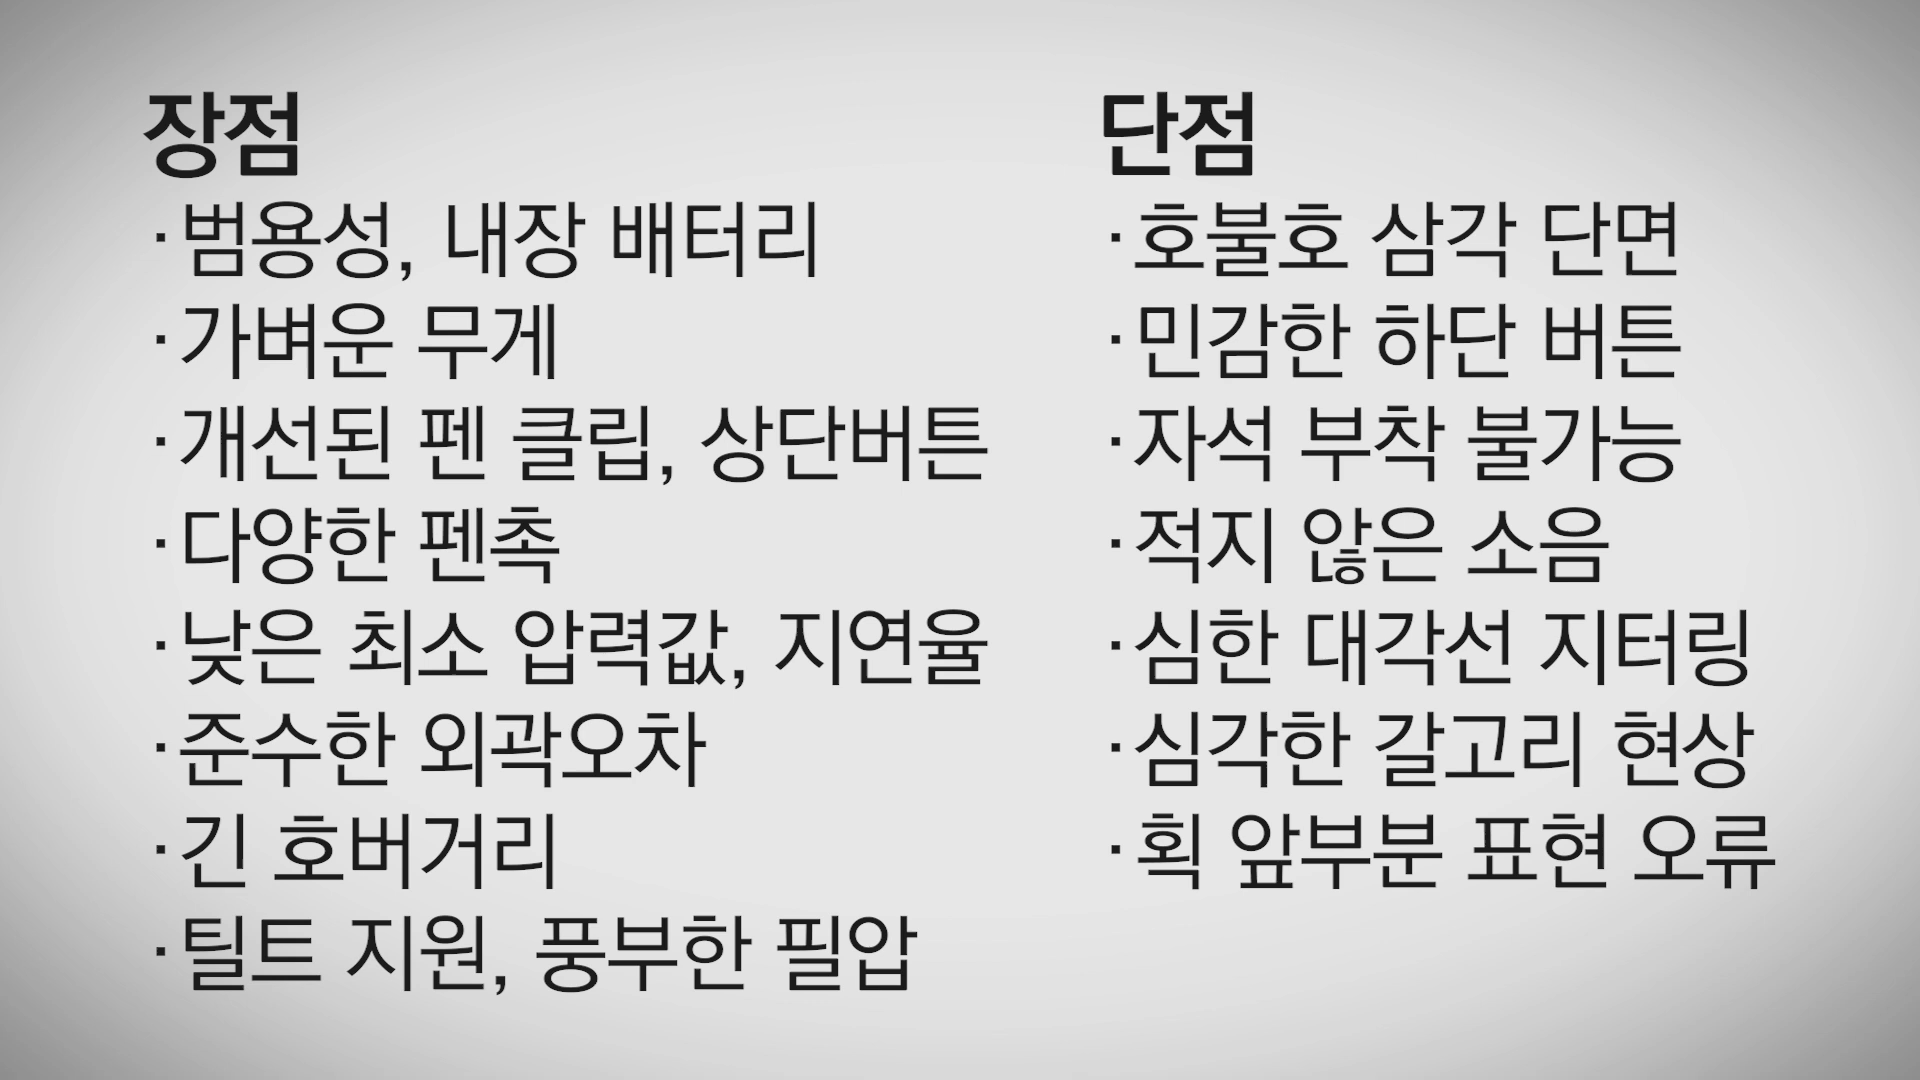 장점
·범용성, 내장 배터리
·가벼운 무게
·개선된 펜 클립, 상단버튼
·다양한 펜촉
·낮은 최소 압력값, 지연율
·준수한 외곽오차
·긴 호버거리
·틸트 지원, 풍부한 필압
단점
·호불호 삼각 단면
·민감한 하단 버튼
·자석 부착 불가능
·적지 않은 소음
·심한 대각선 지터링
·심각한 갈고리 현상
·획 앞부분 표현 오류